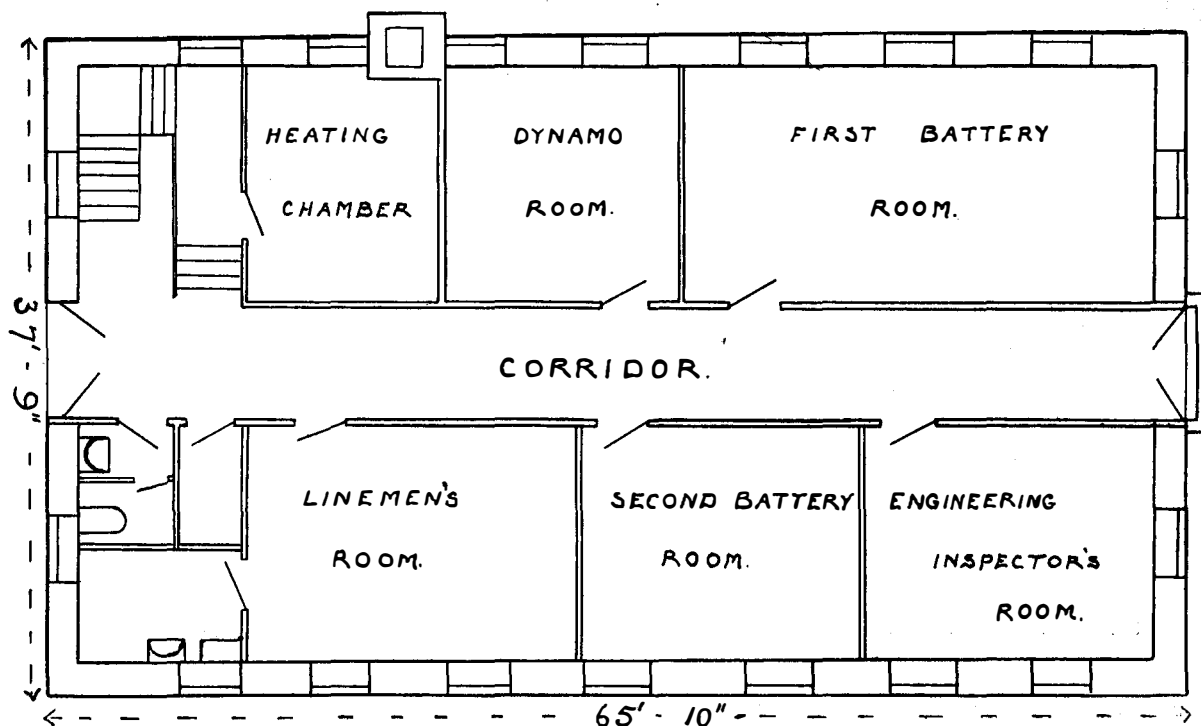 HEATING
CHAMBER
DYNAMO
ROOM.
FIRST BATTERY
ROOM.
37'-9"
CORRIDOR.
LINEMEN'S
ROOM.
SECOND BATTERY
ROOM.
ENGINEERING
INSPECTOR'S
ROOM.
65'-10"